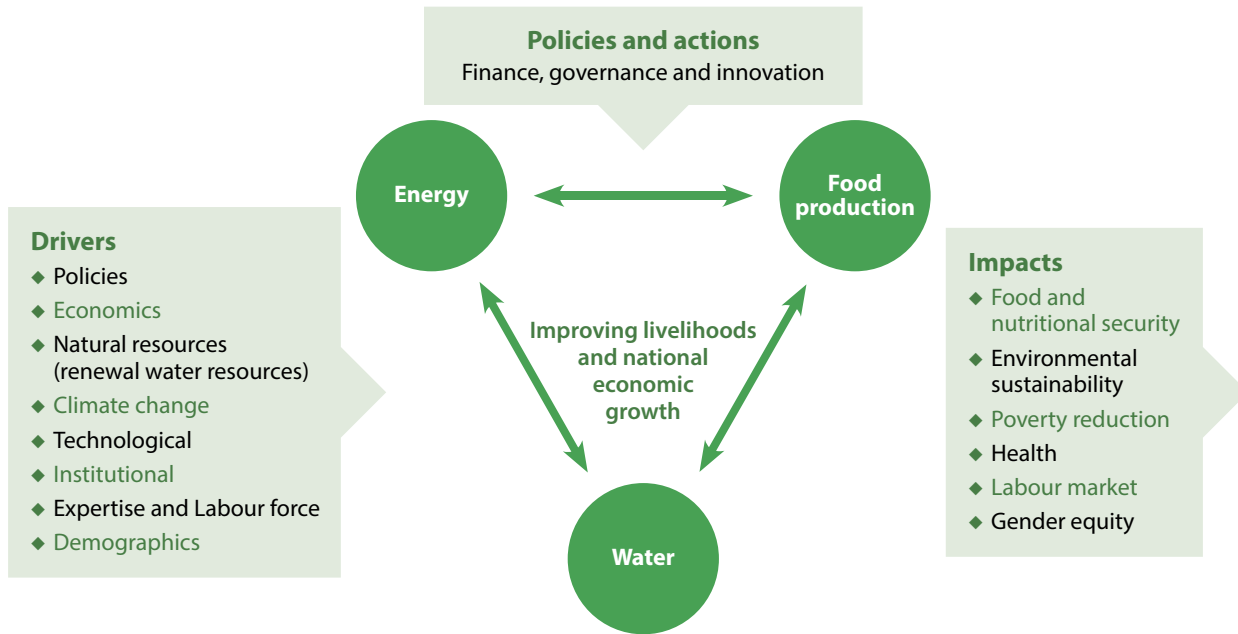 Policies and actions
Finance, governance and innovation
Energy
Food
production
Drivers
◆ Policies
◆ Economics
◆ Natural resources
(renewal water resources)
◆ Climate change
◆ Technological
◆ Institutional
◆ Expertise and Labour force
◆ Demographics
Improving livelihoods
and national
economic
growth
Water
Impacts
◆ Food and
nutritional security
◆ Environmental
sustainability
◆ Poverty reduction
◆ Health
◆ Labour market
◆ Gender equity